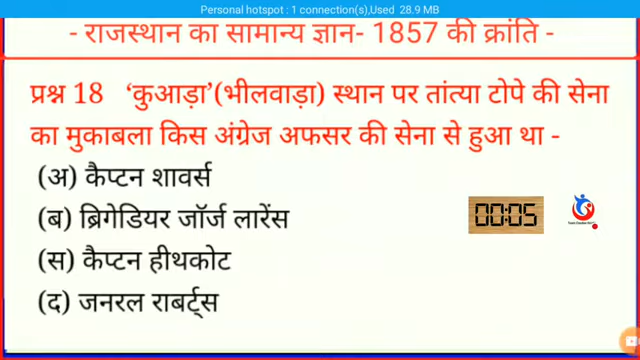 Personal hotspot : 1 connection(s),Used 28.9 MB
- राजस्थान का सामान्य ज्ञान- 1857 की क्रांति -
प्रश्न 18 ‘कुआड़ा’(भीलवाड़ा) स्थान पर तांत्या टोपे की सेना
का मुकाबला किस अंग्रेज अफसर की सेना से हुआ था -
(अ) कैप्टन शावर्स
(ब) ब्रिगेडियर जॉर्ज लारेंस
00:05
(स) कैप्टन हीथकोट
(द) जनरल राबर्ट्स